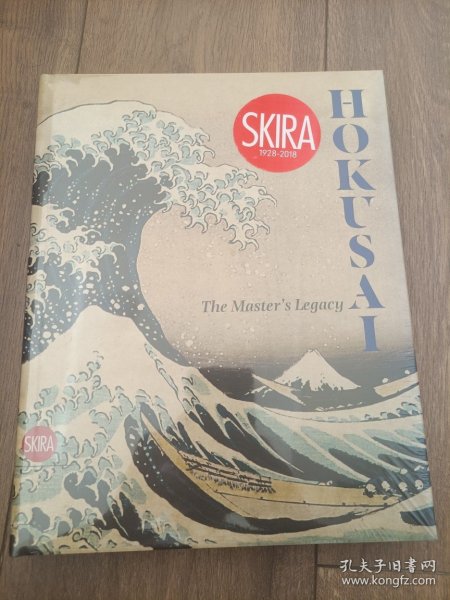 SKIRA
1928-2018
HOKUSAI
The Master's Legacy
SKIRA
孔夫子旧书网
www.kongfz.com